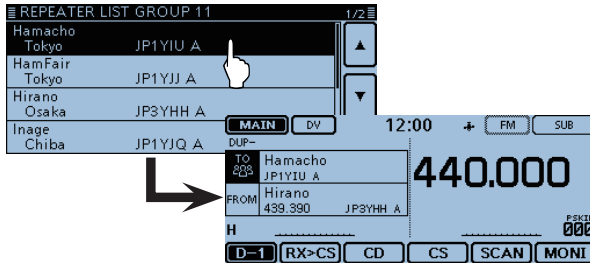 REPEATER LIST GROUP 11 1/2
Hamacho
Tokyo JP1YIU A
HamFair
Tokyo JP1YJJ A
Hirano
Osaka JP3YHH A
Inage
Chiba JP1YJQ A
MAIN DV 12:00 FM SUB
DUP-
TO Hamacho
JP1YIU A
440.000
FROM Hirano
439.390 JP3YHH A
H
D-1 RX>CS CD CS SCAN MONI